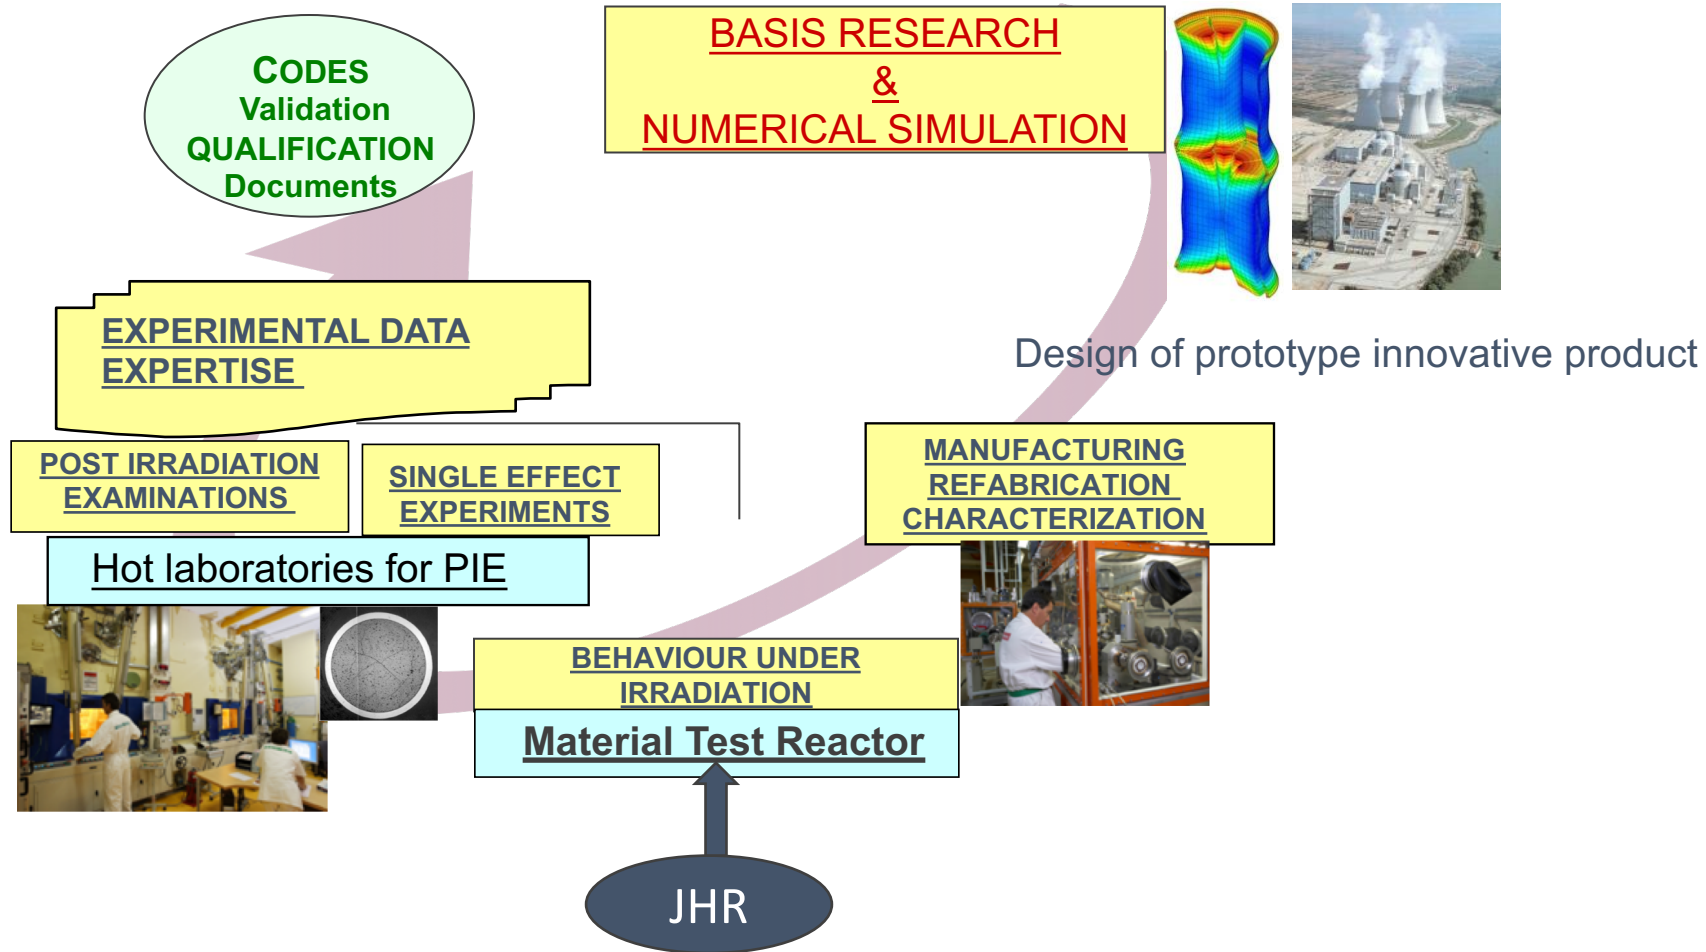 CODES
Validation
QUALIFICATION
Documents
BASIS RESEARCH
&
NUMERICAL SIMULATION
Design of prototype innovative product
EXPERIMENTAL DATA
EXPERTISE
POST IRRADIATION
EXAMINATIONS
SINGLE EFFECT
EXPERIMENTS
Hot laboratories for PIE
MANUFACTURING
REFABRICATION
CHARACTERIZATION
BEHAVIOUR UNDER
IRRADIATION
Material Test Reactor
JHR